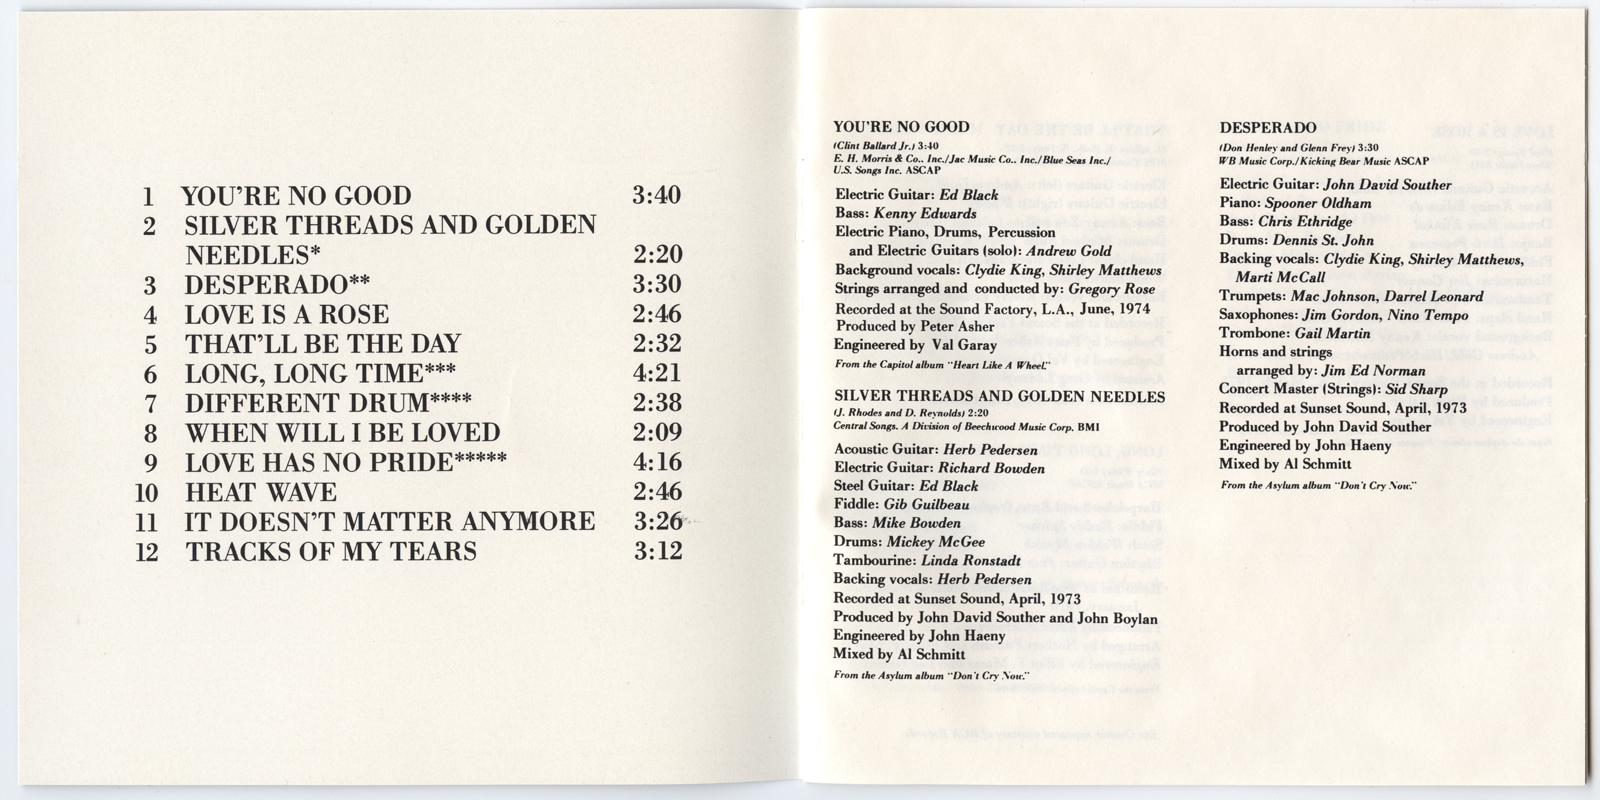 1 YOU'RE NO GOOD 3:40
2 SILVER THREADS AND GOLDEN
NEEDLES* 2:20
3 DESPERADO** 3:30
4 LOVE IS A ROSE 2:46
5 THAT'LL BE THE DAY 2:32
6 LONG, LONG TIME*** 4:21
7 DIFFERENT DRUM**** 2:38
8 WHEN WILL I BE LOVED 2:09
9 LOVE HAS NO PRIDE***** 4:16
10 HEAT WAVE 2:46
11 IT DOESN'T MATTER ANYMORE 3:26
12 TRACKS OF MY TEARS 3:12
YOU'RE NO GOOD
(Clint Ballard Jr.) 3:40
E. H. Morris & Co.. Inc./Jac Music Co.. Inc./Blue Seas Inc./
U.S. Songs Inc. ASCAP
Electric Guitar: Ed Black
Bass: Kenny Edwards
Electric Piano, Drums, Percussion
and Electric Guitars (solo): Andrew Gold
Background vocals: Clydie King, Shirley Matthews
Strings arranged and conducted by: Gregory Rose
Recorded at the Sound Factory, L.A., June, 1974
Produced by Peter Asher
Engineered by Val Garay
From the Capitol album "Heart Like A Wheel."
SILVER THREADS AND GOLDEN NEEDLES
(J. Rhodes and D. Reynolds) 2:20
Central Songs. A Division of Beechwood Music Corp. BMI
Acoustic Guitar: Herb Pedersen
Electric Guitar: Richard Bowden
Steel Guitar: Ed Black
Fiddle: Gib Guilbeau
Bass: Mike Bowden
Drums: Mickey McGee
Tambourine: Linda Ronstadt
Backing vocals: Herb Pedersen
Recorded at Sunset Sound, April, 1973
Produced by John David Souther and John Boylan
Engineered by John Haeny
Mixed by Al Schmitt
From the Asylum album "Don't Cry Now."
DESPERADO
(Don Henley and Glenn Frey) 3:30
WB Music Corp./Kicking Bear Music ASCAP
Electric Guitar: John David Souther
Piano: Spooner Oldham
Bass: Chris Ethridge
Drums: Dennis St. John
Backing vocals: Clydie King, Shirley Matthews,
Marti McCall
Trumpets: Mac Johnson, Darrel Leonard
Saxophones: Jim Gordon, Nino Tempo
Trombone: Gail Martin
Horns and strings
arranged by: Jim Ed Norman
Concert Master (Strings): Sid Sharp
Recorded at Sunset Sound, April, 1973
Produced by John David Souther
Engineered by John Haeny
Mixed by Al Schmitt
From the Asylum album "Don't Cry Now."